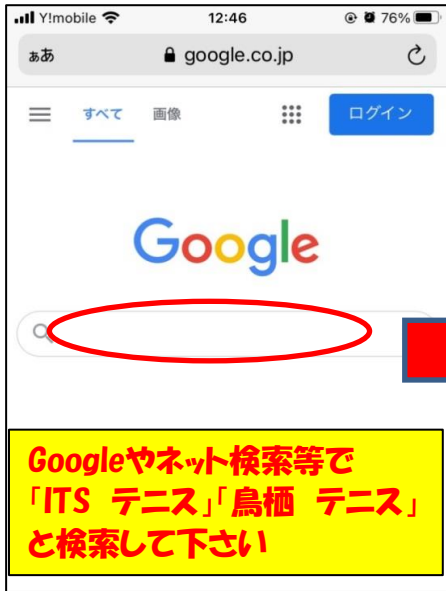 Y!mobile 12:46 76%
ああ google.co.jp
すべて 画像 ログイン
Google
Googleやネット検索等で
「ITS テニス」「鳥栖 テニス」
と検索して下さい